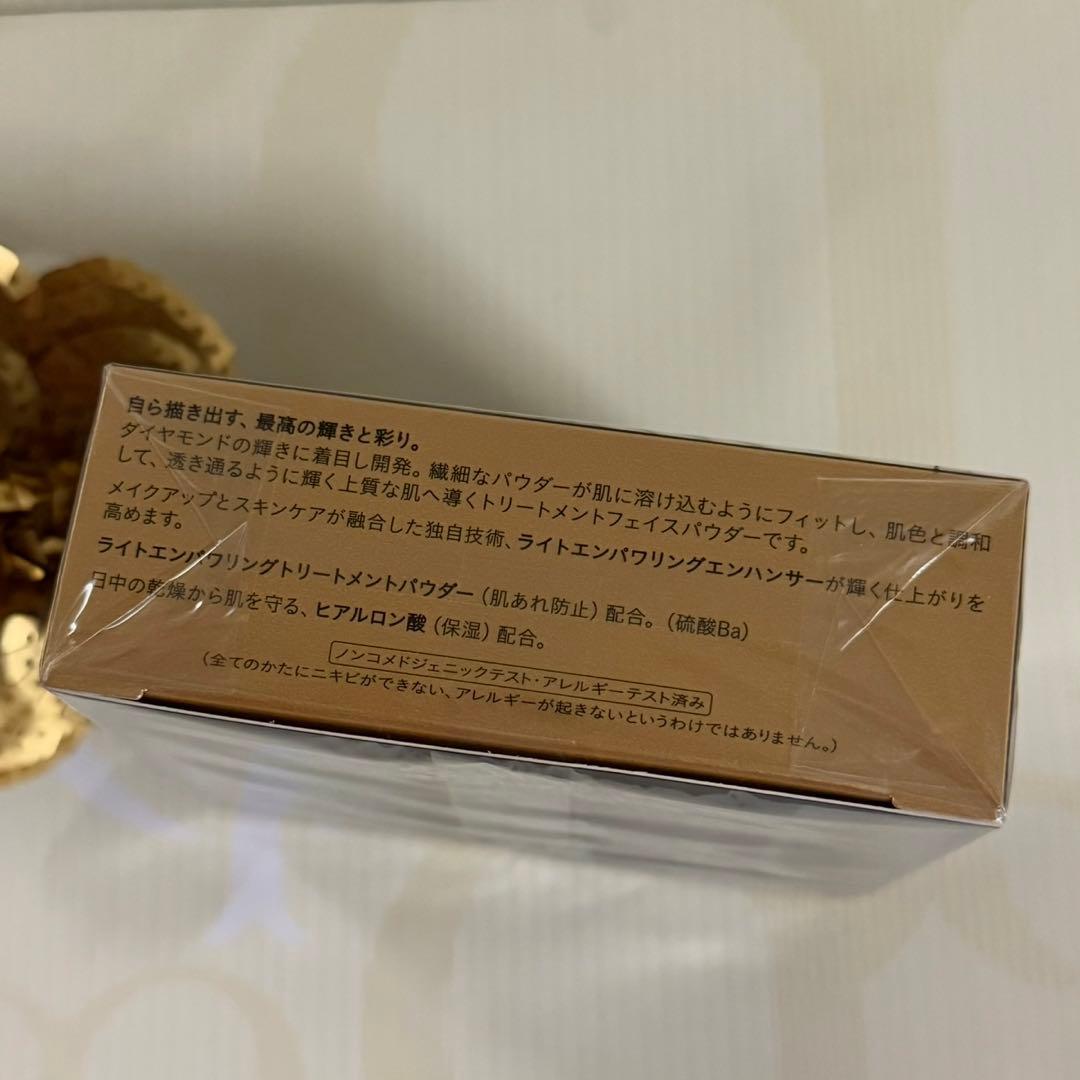 自ら描き出す、最高の輝きと彩り。
ダイヤモンドの輝きに着目し開発。繊細なパウダーが肌に溶け込むようにフィットし、肌色と調和
して、透き通るように輝く上質な肌へ導くトリートメントフェイスパウダーです。
メイクアップとスキンケアが融合した独自技術、ライトエンパワリングエンハンサーが輝く仕上がりを
高めます。
ライトエンパワリングトリートメントパウダー（肌あれ防止）配合。（硫酸Ba）
日中の乾燥から肌を守る、ヒアルロン酸（保湿）配合。
ノンコメドジェニックテスト・アレルギーテスト済み
（全てのかたにニキビができない、アレルギーが起きないというわけではありません。）